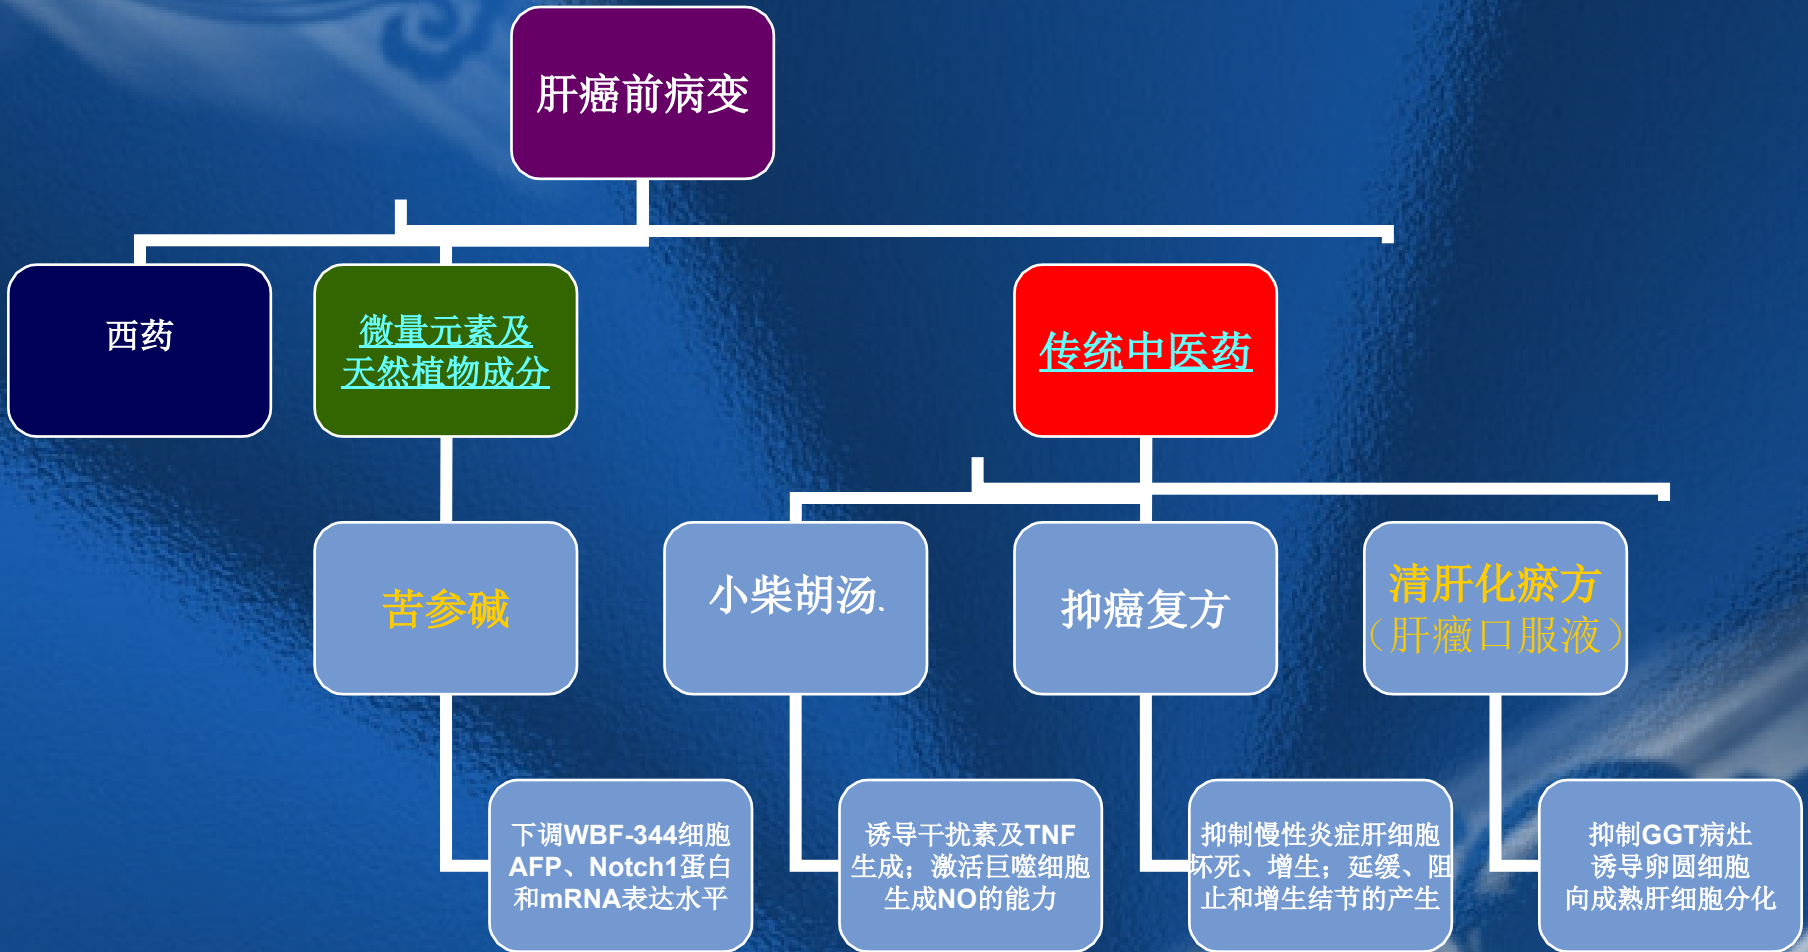 肝癌前病变
西药
微量元素及
天然植物成分
传统中医药
苦参碱
小柴胡汤.
抑癌复方
清肝化瘀方
（肝癥口服液）
下调WBF-344细胞
AFP、Notch1蛋白
和mRNA表达水平
诱导干扰素及TNF
生成；激活巨噬细胞
生成NO的能力
抑制慢性炎症肝细胞
坏死、增生；延缓、阻
止和增生结节的产生
抑制GGT病灶
诱导卵圆细胞
向成熟肝细胞分化